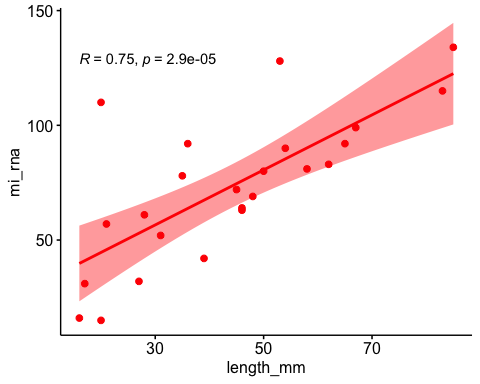 150
R = 0.75, p = 2.9e-05
100
mi_rna
50
30 50 70
length_mm